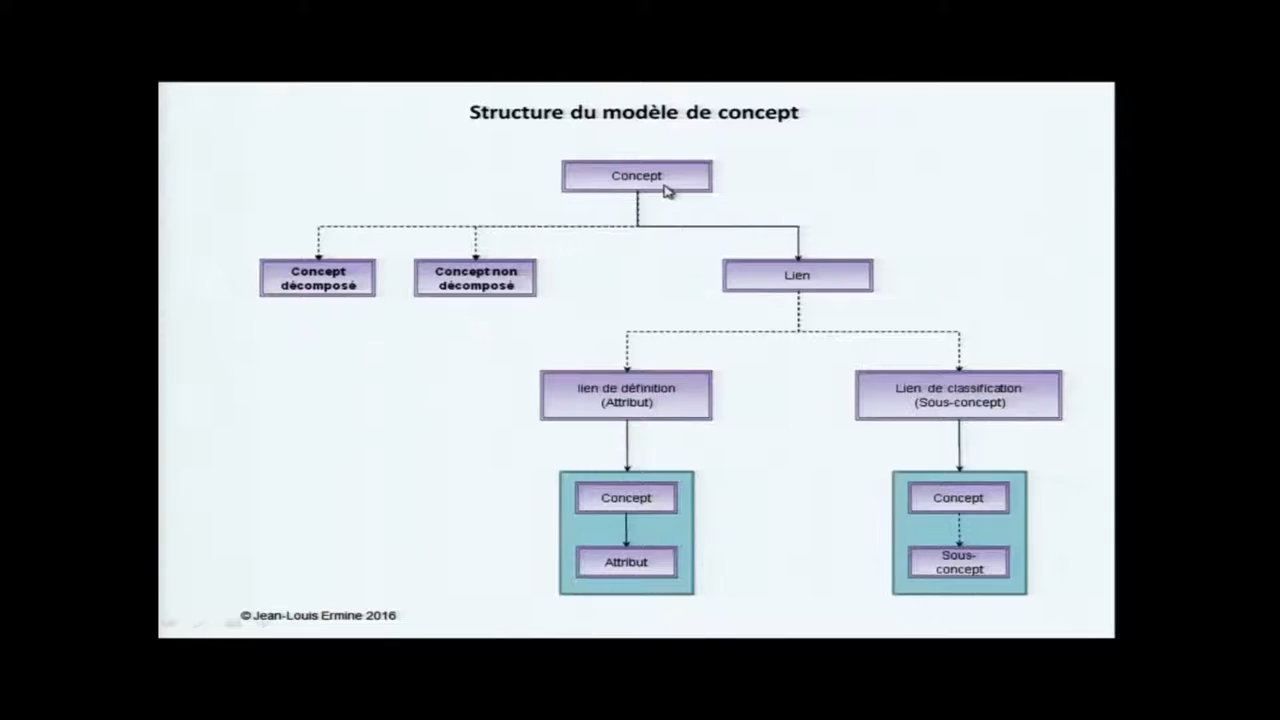 Structure du modèle de concept
Concept
Concept
décomposé
Concept non
décomposé
Lien
lien de définition
(Attribut)
Lien de classification
(Sous-concept)
Concept
Attribut
Concept
Sous-
concept
© Jean-Louis Ermine 2016